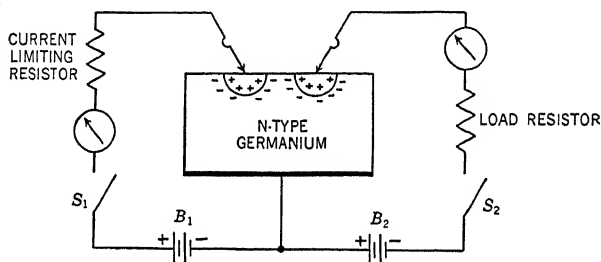 CURRENT
LIMITING
RESISTOR
N-TYPE
GERMANIUM
LOAD RESISTOR
S1
S2
B1
B2
+ -
+ -